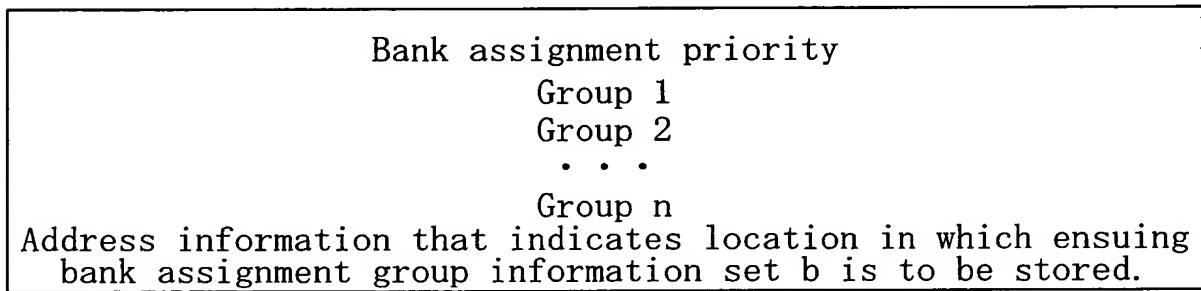 Bank assignment priority
Group 1
Group 2
· · ·
Group n
Address information that indicates location in which ensuing
bank assignment group information set b is to be stored.